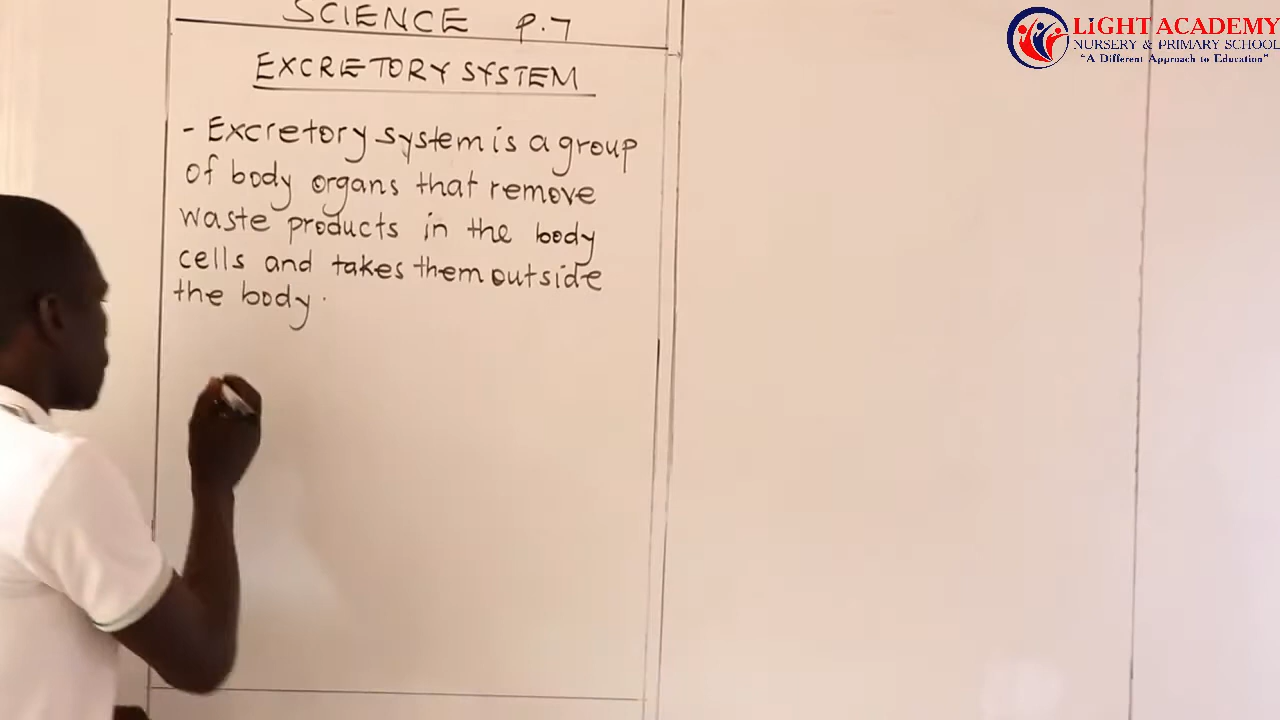 SCIENCE P.7
EXCRETORY SYSTEM
- Excretory system is a group
of body organs that remove
waste products in the body
cells and takes them outside
the body.
LIGHT ACADEMY
NURSERY & PRIMARY SCHOOL
"A Different Approach to Education"